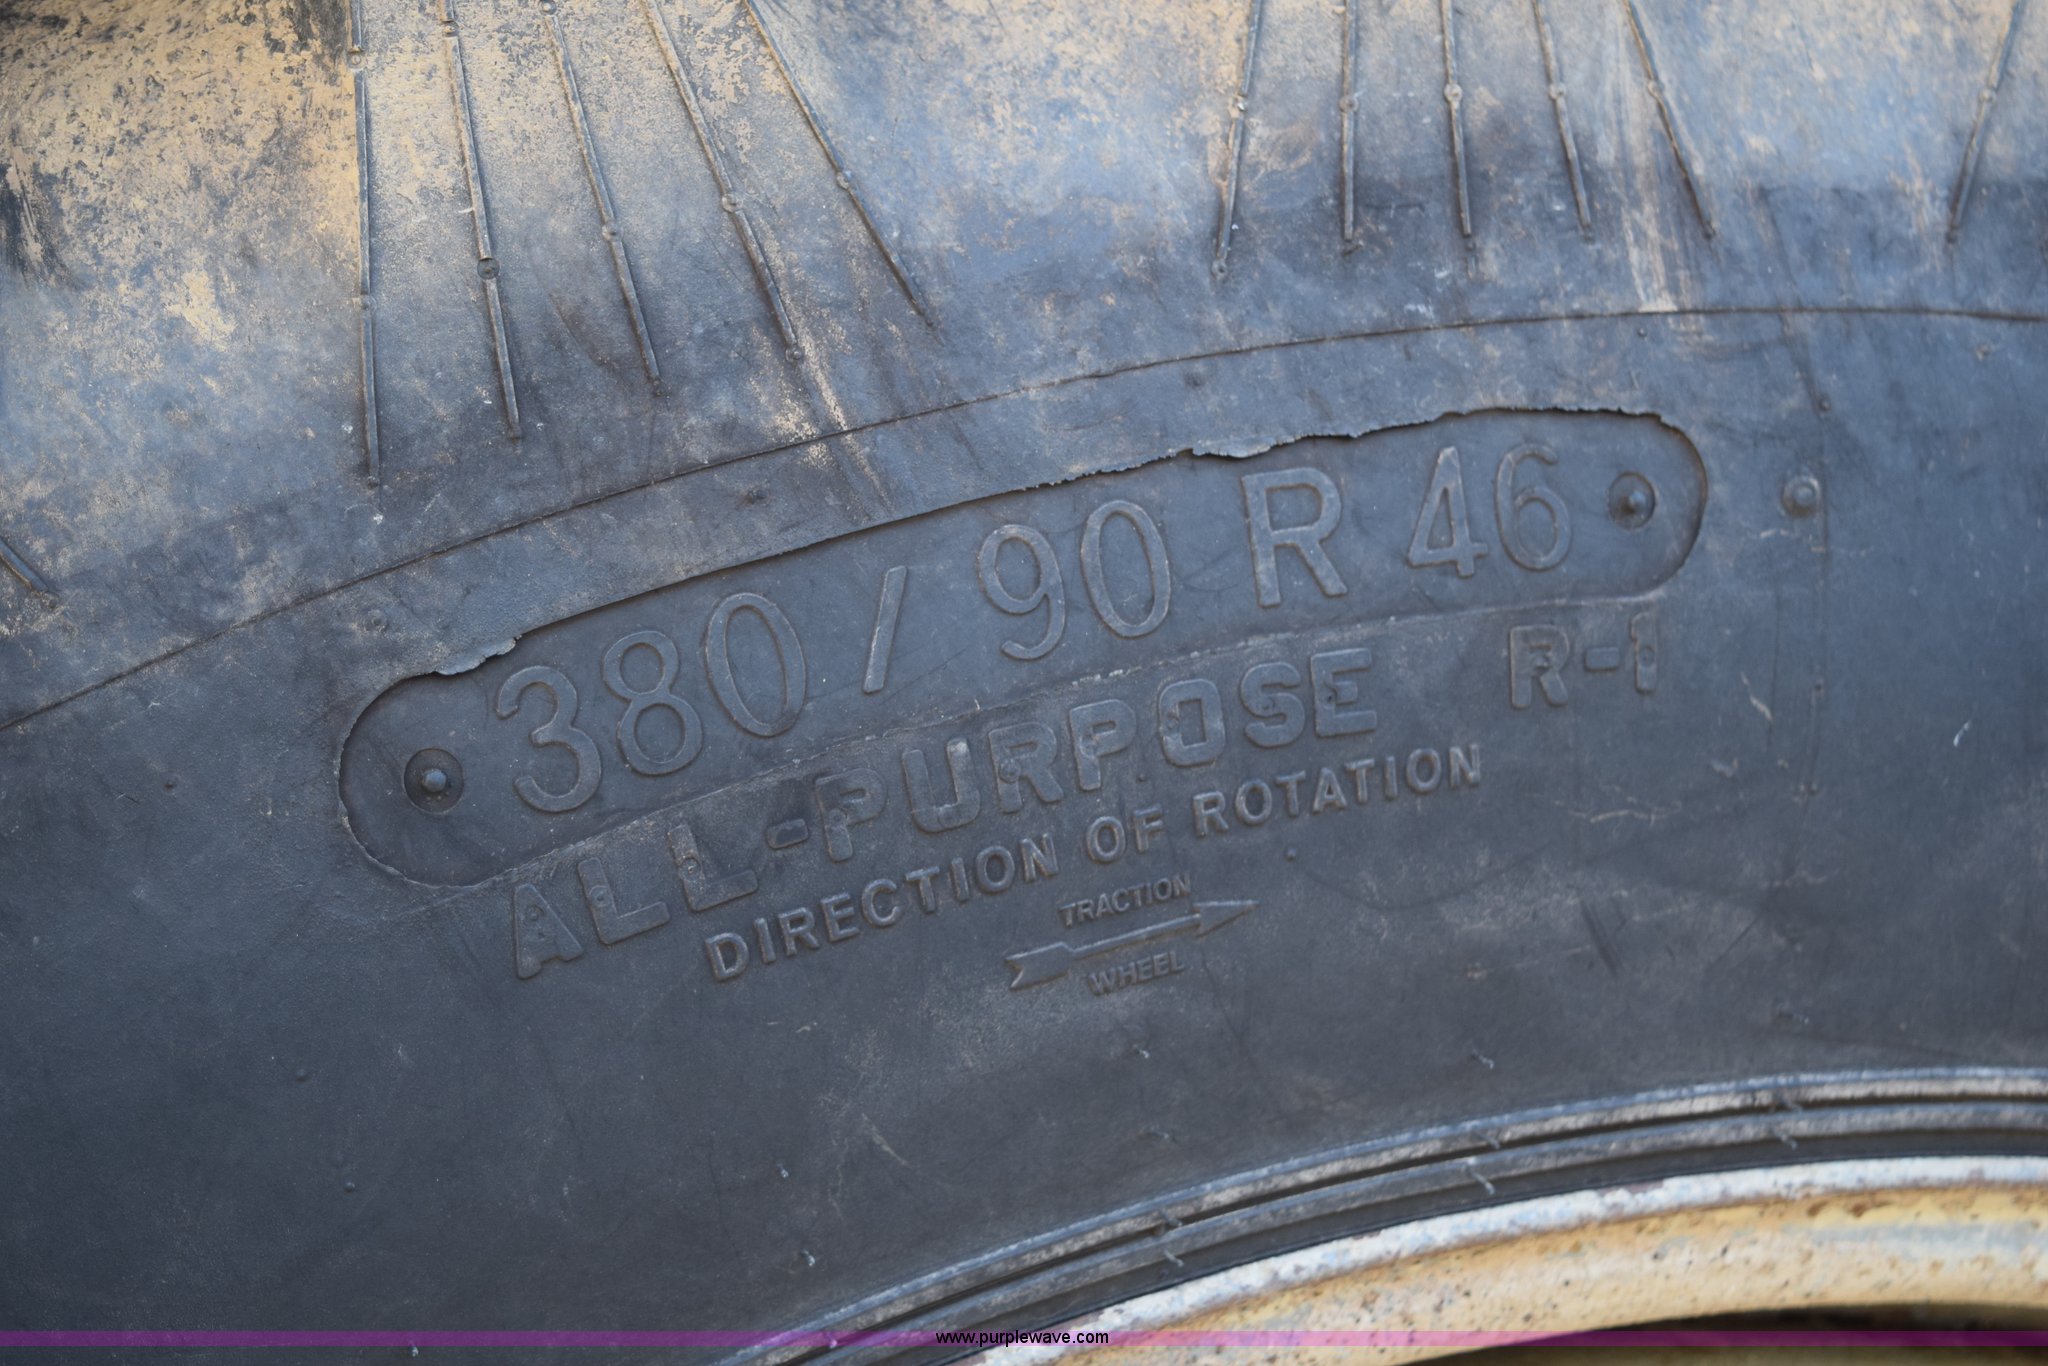 380/90 R 46
ALL-PURPOSE R-1
DIRECTION OF ROTATION
TRACTION
WHEEL
www.purplewave.com